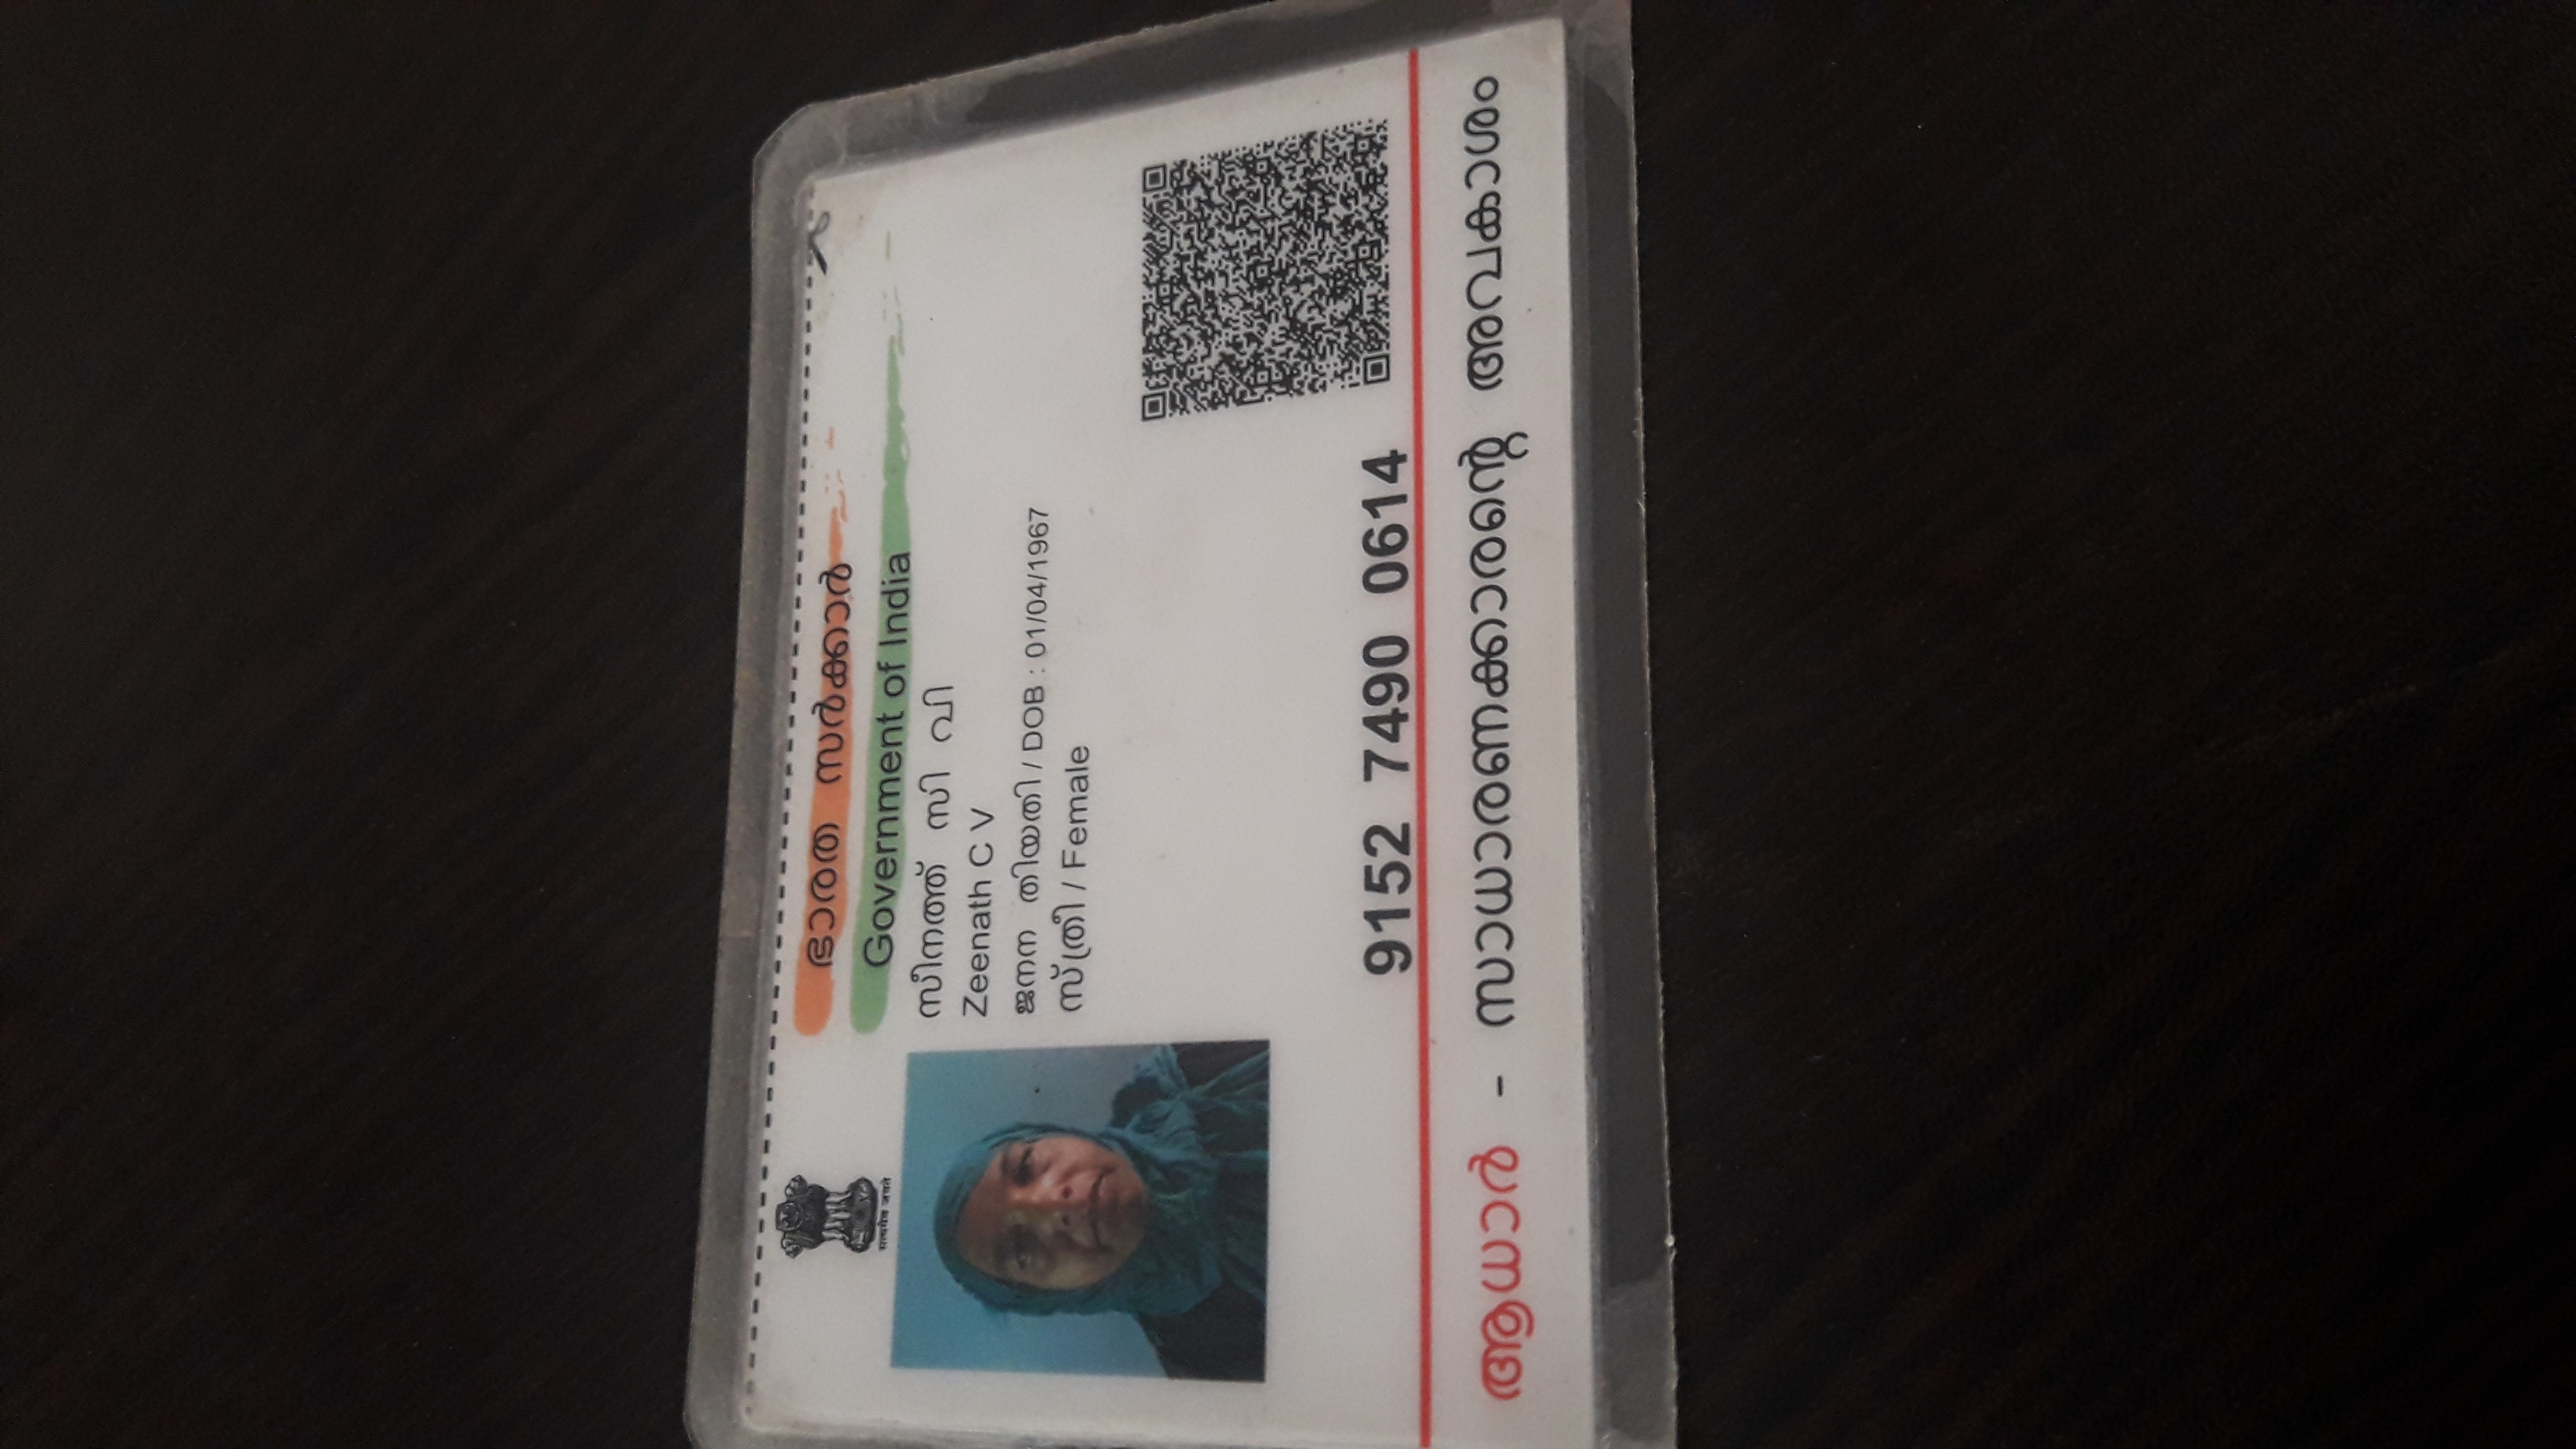 सत्यमेव जयते
ഭാരത സർക്കാർ
Government of India
സീനത്ത് സി വി
Zeenath C V
ജനന തിയതി / DOB : 01/04/1967
സ്ത്രീ / Female
9152 7490 0614
ആധാർ - സാധാരണക്കാരന്റെ അവകാശം